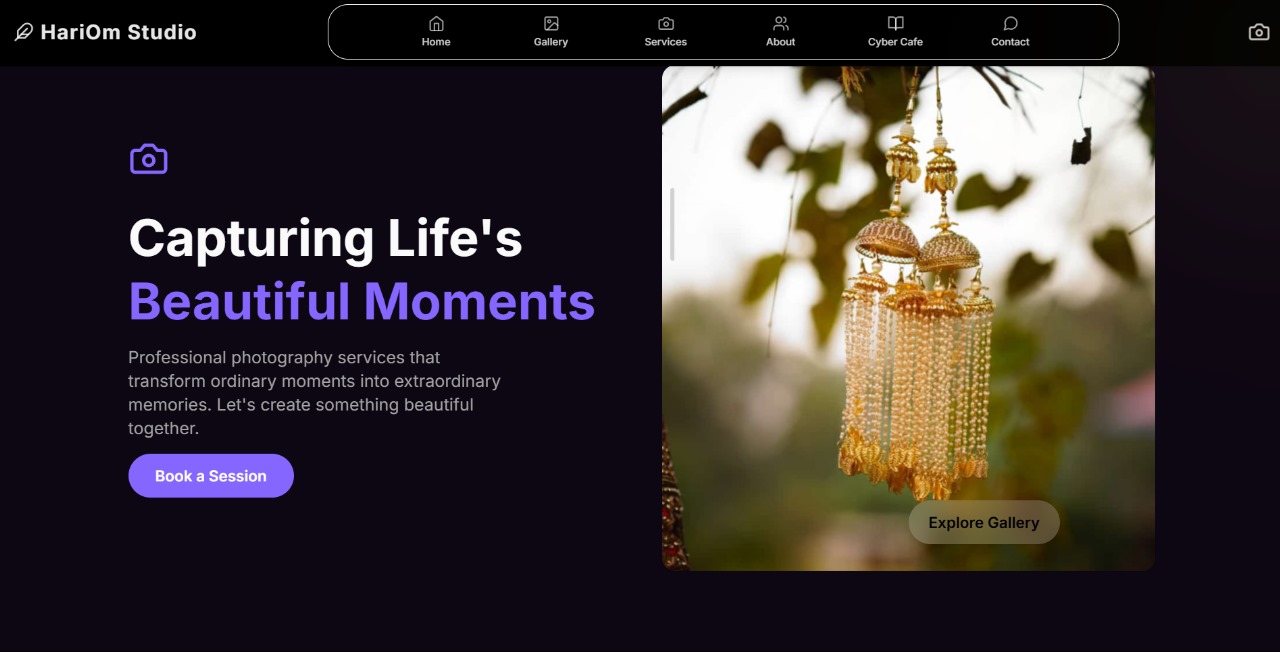 HariOm Studio
Home
Gallery
Services
About
Cyber Cafe
Contact
Capturing Life's
Beautiful Moments
Professional photography services that
transform ordinary moments into extraordinary
memories. Let's create something beautiful
together.
Book a Session
Explore Gallery